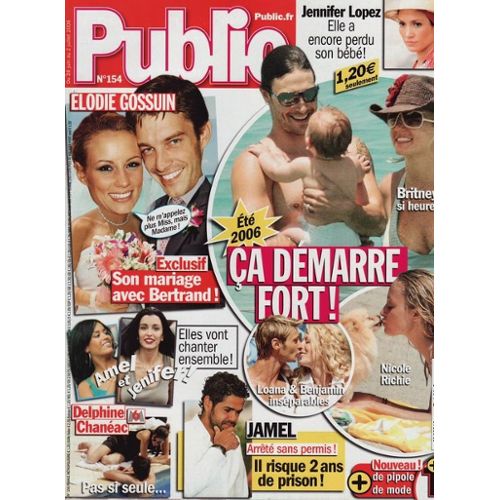 Public
Public.fr
N°154
Jennifer Lopez
Elle a
encore perdu
son bébé!
1,20€
seulement
ELODIE GOSSUIN
Ne m'appelez
plus Miss, mais
Madame !
Exclusif
Son mariage
avec Bertrand !
Britney
si heure
Été
2006
ÇA DÉMARRE
FORT !
Elles vont
chanter
ensemble !
Amel
et
Jenifer
Loana & Benjamin
inséparables
Nicole
Richie
Delphine
Chanéac
M6
Pas si seule...
JAMEL
Arrêté sans permis !
Il risque 2 ans
de prison !
Nouveau !
+ de pipole
de mode
+